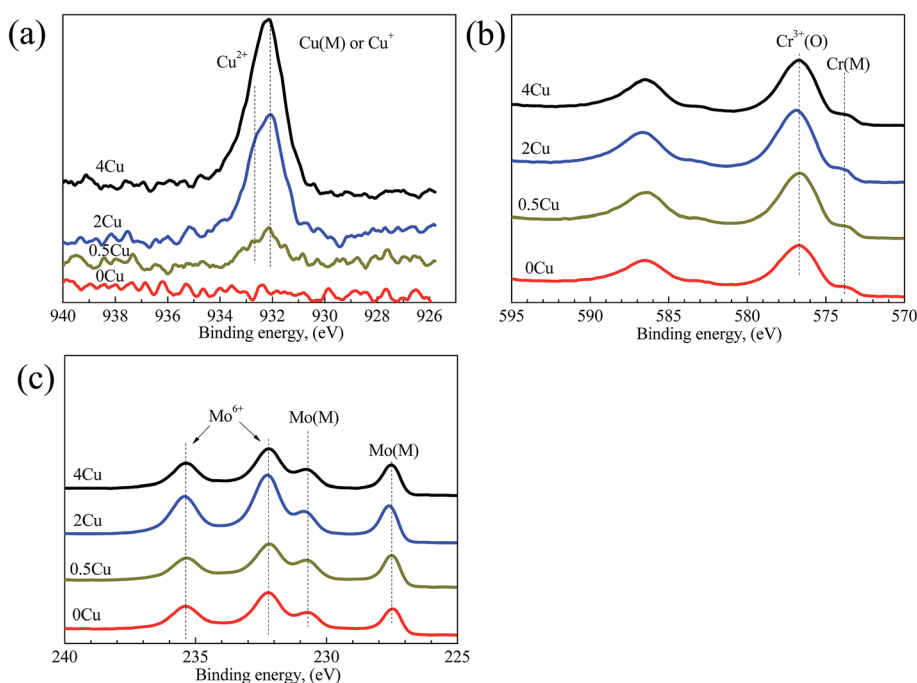 (a)
Cu²⁺
Cu(M) or Cu⁺
4Cu
2Cu
0.5Cu
0Cu
940 938 936 934 932 930 928 926
Binding energy, (eV)
(b)
Cr³⁺(O)
Cr(M)
4Cu
2Cu
0.5Cu
0Cu
595 590 585 580 575 570
Binding energy, (eV)
(c)
Mo⁶⁺
Mo(M)
Mo(M)
4Cu
2Cu
0.5Cu
0Cu
240 235 230 225
Binding energy, (eV)